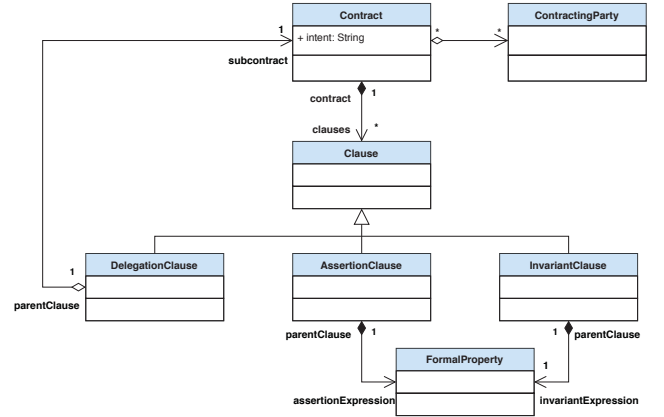 Contract
ContractingParty
1
+ intent: String
*
*
subcontract
contract
1
clauses
*
Clause
DelegationClause
AssertionClause
InvariantClause
1
parentClause
parentClause
1
1
parentClause
FormalProperty
1
assertionExpression
invariantExpression